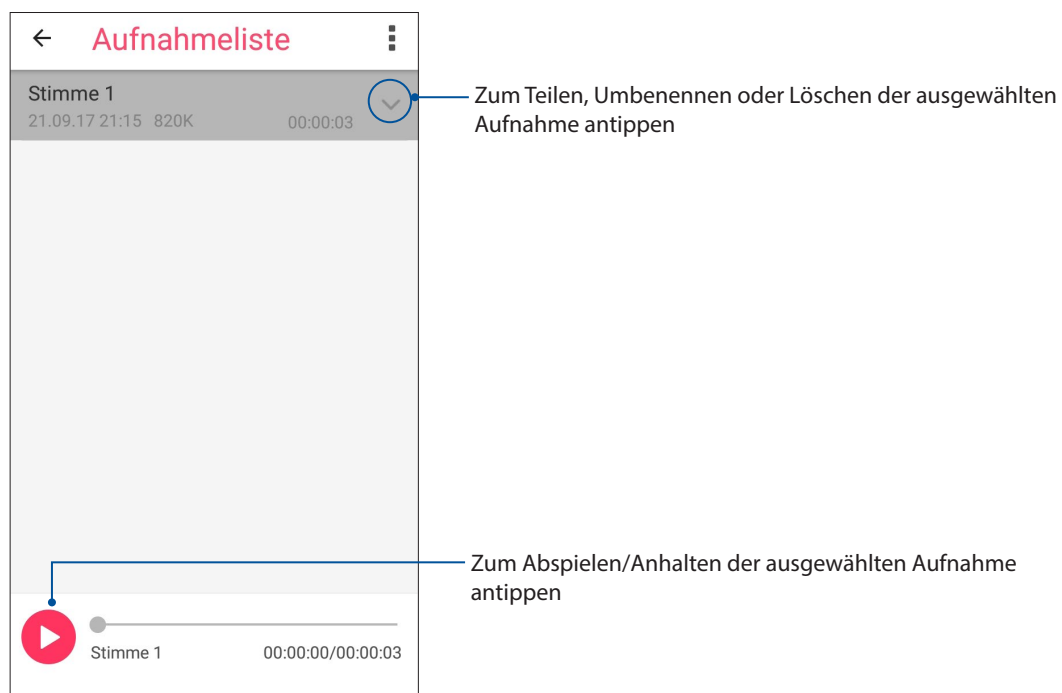 Aufnahmeliste
Stimme 1
21.09.17 21:15 820K 00:00:03
Zum Teilen, Umbenennen oder Löschen der ausgewählten
Aufnahme antippen
Zum Abspielen/Anhalten der ausgewählten Aufnahme
antippen
Stimme 1 00:00:00/00:00:03